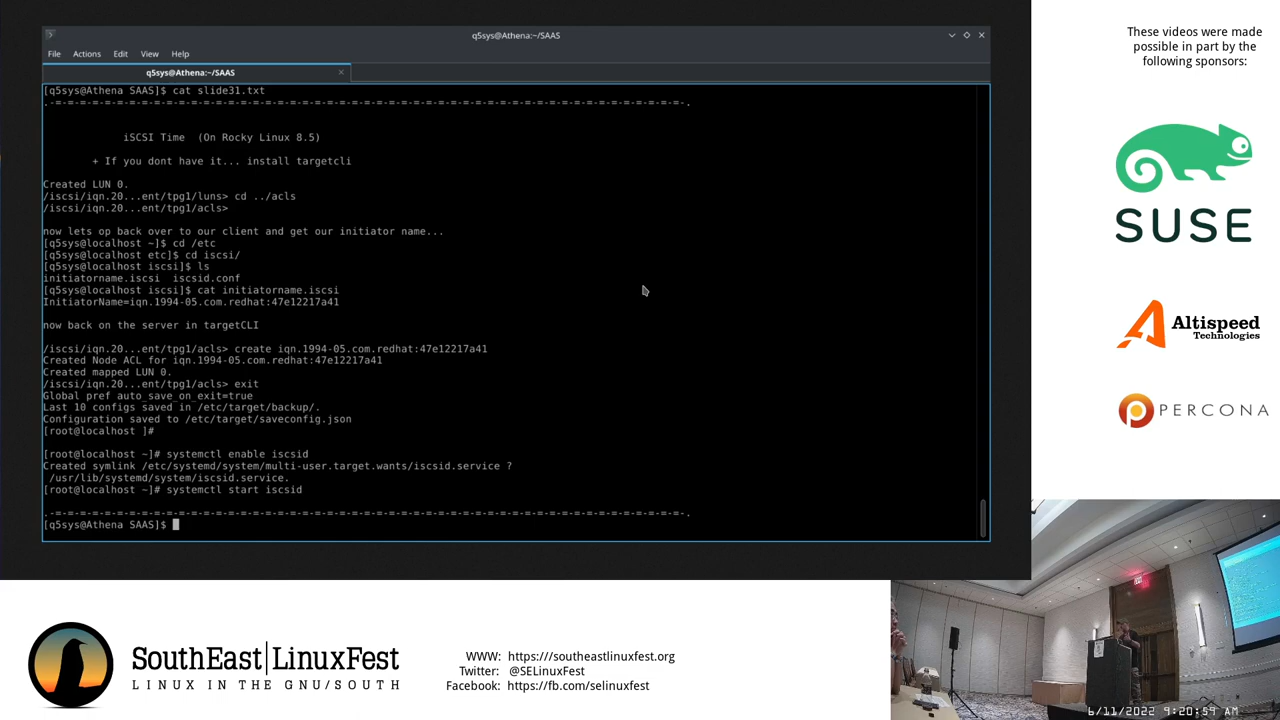 q5sys@Athena:~/SAAS
File Actions Edit View Help
q5sys@Athena:~/SAAS
[q5sys@Athena SAAS]$ cat slide31.txt
.-=-=-=-=-=-=-=-=-=-=-=-=-=-=-=-=-=-=-=-=-=-=-=-=-=-=-=-=-=-=-=-=-=-=-=-=-=-=-=-=-=-=-=-=-=-=-=-=-=-=-=-=-.
iSCSI Time (On Rocky Linux 8.5)
+ If you dont have it... install targetcli
Created LUN 0.
/iscsi/iqn.20...ent/tpg1/luns> cd ../acls
/iscsi/iqn.20...ent/tpg1/acls>
now lets op back over to our client and get our initiator name...
[q5sys@localhost ~]$ cd /etc
[q5sys@localhost etc]$ cd iscsi/
[q5sys@localhost iscsi]$ ls
initiatorname.iscsi iscsid.conf
[q5sys@localhost iscsi]$ cat initiatorname.iscsi
InitiatorName=iqn.1994-05.com.redhat:47e12217a41
now back on the server in targetCLI
/iscsi/iqn.20...ent/tpg1/acls> create iqn.1994-05.com.redhat:47e12217a41
Created Node ACL for iqn.1994-05.com.redhat:47e12217a41
Created mapped LUN 0.
/iscsi/iqn.20...ent/tpg1/acls> exit
Global pref auto_save_on_exit=true
Last 10 configs saved in /etc/target/backup/.
Configuration saved to /etc/target/saveconfig.json
[root@localhost ]#
[root@localhost ~]# systemctl enable iscsid
Created symlink /etc/systemd/system/multi-user.target.wants/iscsid.service ?
/usr/lib/systemd/system/iscsid.service.
[root@localhost ~]# systemctl start iscsid
.-=-=-=-=-=-=-=-=-=-=-=-=-=-=-=-=-=-=-=-=-=-=-=-=-=-=-=-=-=-=-=-=-=-=-=-=-=-=-=-=-=-=-=-=-=-=-=-=-=-=-=-=-.
[q5sys@Athena SAAS]$
These videos were made
possible in part by the
following sponsors:
SUSE
Altispeed
Technologies
PERCONA
SouthEast|LinuxFest
LINUX IN THE GNU/SOUTH
WWW: https:///southeastlinuxfest.org
Twitter: @SELinuxFest
Facebook: https://fb.com/selinuxfest
6/11/2022 9:20:59 AM